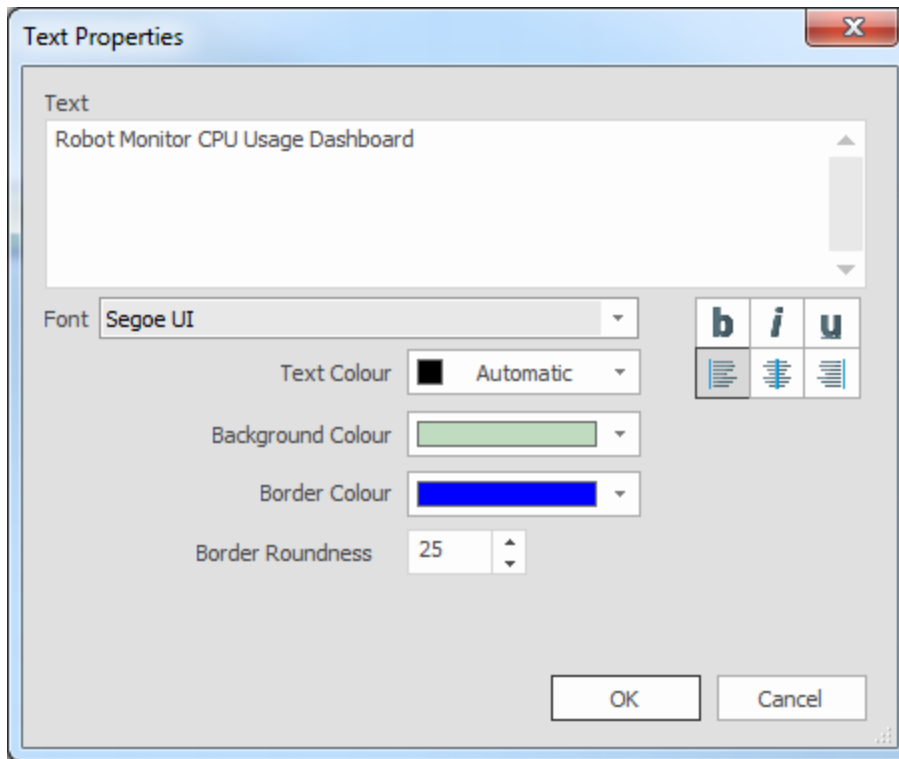 Text Properties
Text
Robot Monitor CPU Usage Dashboard
Font Segoe UI
b i u
Text Colour Automatic
Background Colour
Border Colour
Border Roundness 25
OK Cancel